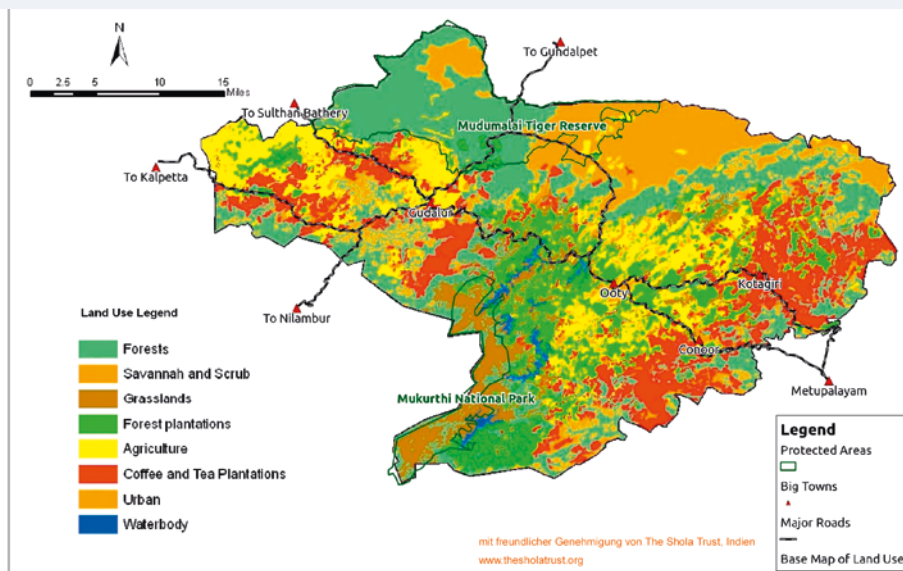 N
0 2.5 5 10 15
Miles
To Gundalpet
To Sulthan Bathery
Mudumalai Tiger Reserve
To Kalpetta
Gudalur
Ooty
Kotagiri
To Nilambur
Conoor
Metupalayam
Mukurthi National Park
Land Use Legend
Forests
Savannah and Scrub
Grasslands
Forest plantations
Agriculture
Coffee and Tea Plantations
Urban
Waterbody
Legend
Protected Areas
Big Towns
Major Roads
Base Map of Land Use
mit freundlicher Genehmigung von The Shola Trust, Indien
www.thesholatrust.org